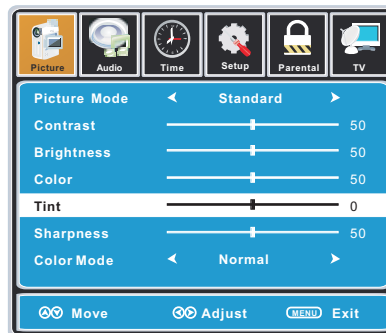 Picture Audio Time Setup Parental TV
Picture Mode Standard
Contrast 50
Brightness 50
Color 50
Tint 0
Sharpness 50
Color Mode Normal
Move Adjust MENU Exit